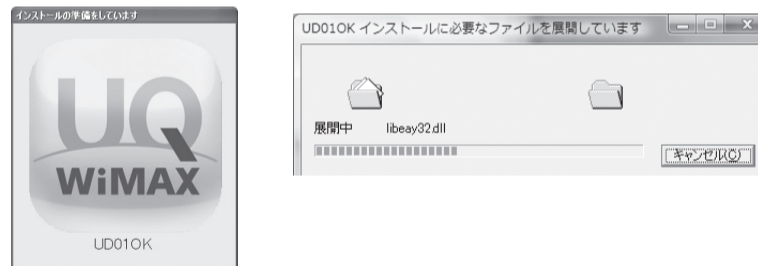 インストールの準備をしています
UQ
WiMAX
UD01OK
UD01OK インストールに必要なファイルを展開しています
展開中 libeay32.dll
キャンセル(C)